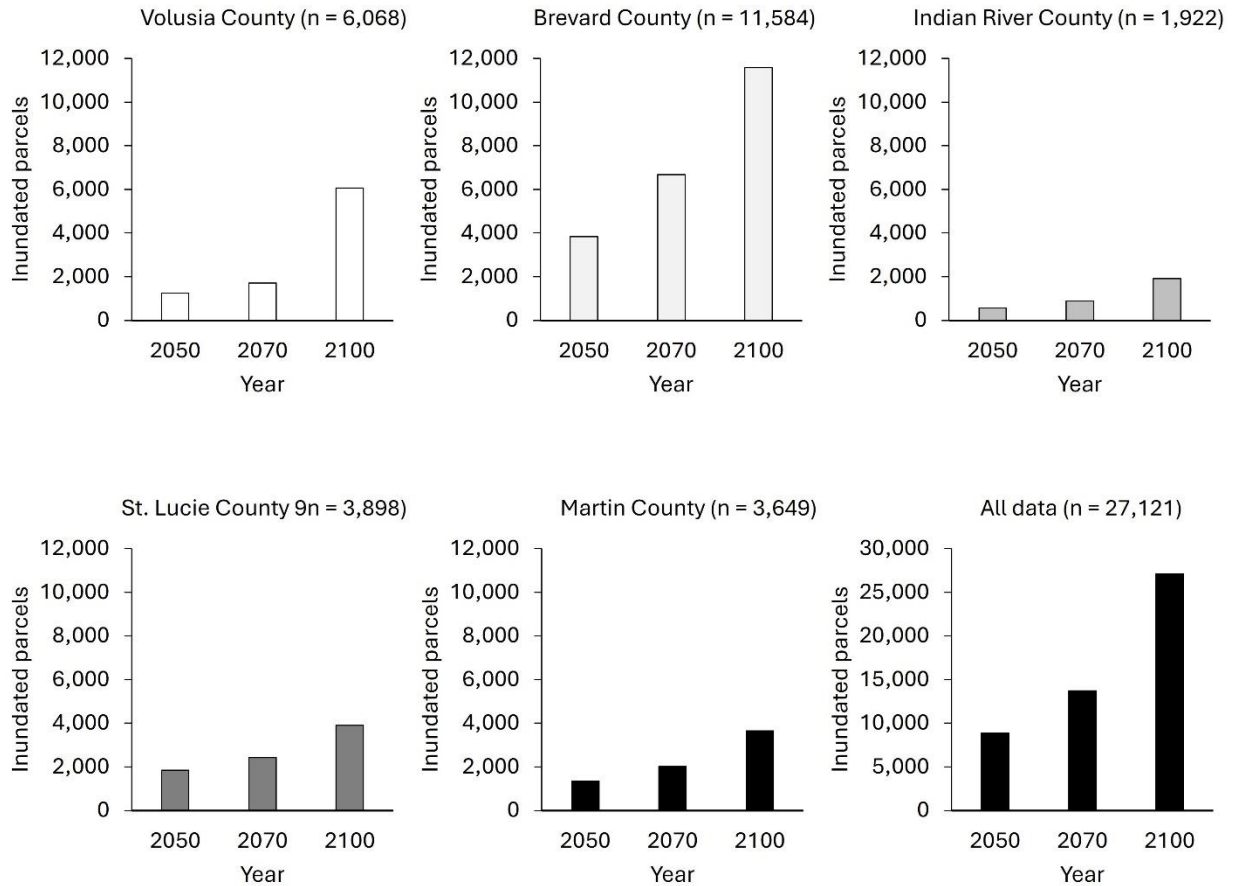 Volusia County (n = 6,068)
Inundated parcels
12,000
10,000
8,000
6,000
4,000
2,000
0
2050 2070 2100
Year
Brevard County (n = 11,584)
Inundated parcels
12,000
10,000
8,000
6,000
4,000
2,000
0
2050 2070 2100
Year
Indian River County (n = 1,922)
Inundated parcels
12,000
10,000
8,000
6,000
4,000
2,000
0
2050 2070 2100
Year
St. Lucie County 9n = 3,898)
Inundated parcels
12,000
10,000
8,000
6,000
4,000
2,000
0
2050 2070 2100
Year
Martin County (n = 3,649)
Inundated parcels
12,000
10,000
8,000
6,000
4,000
2,000
0
2050 2070 2100
Year
All data (n = 27,121)
Inundated parcels
30,000
25,000
20,000
15,000
10,000
5,000
0
2050 2070 2100
Year